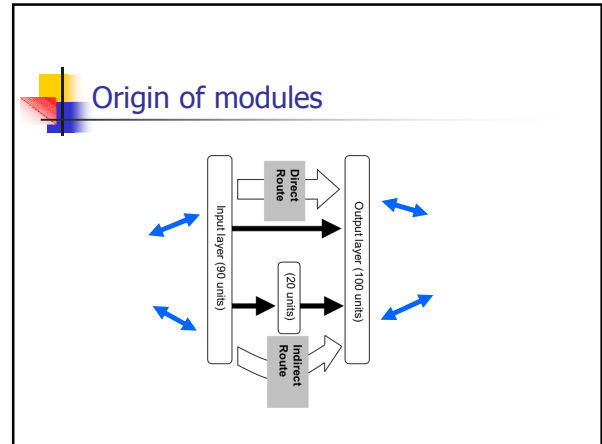 Origin of modules
Input layer (90 units)
Direct
Route
(20 units)
Indirect
Route
Output layer (100 units)